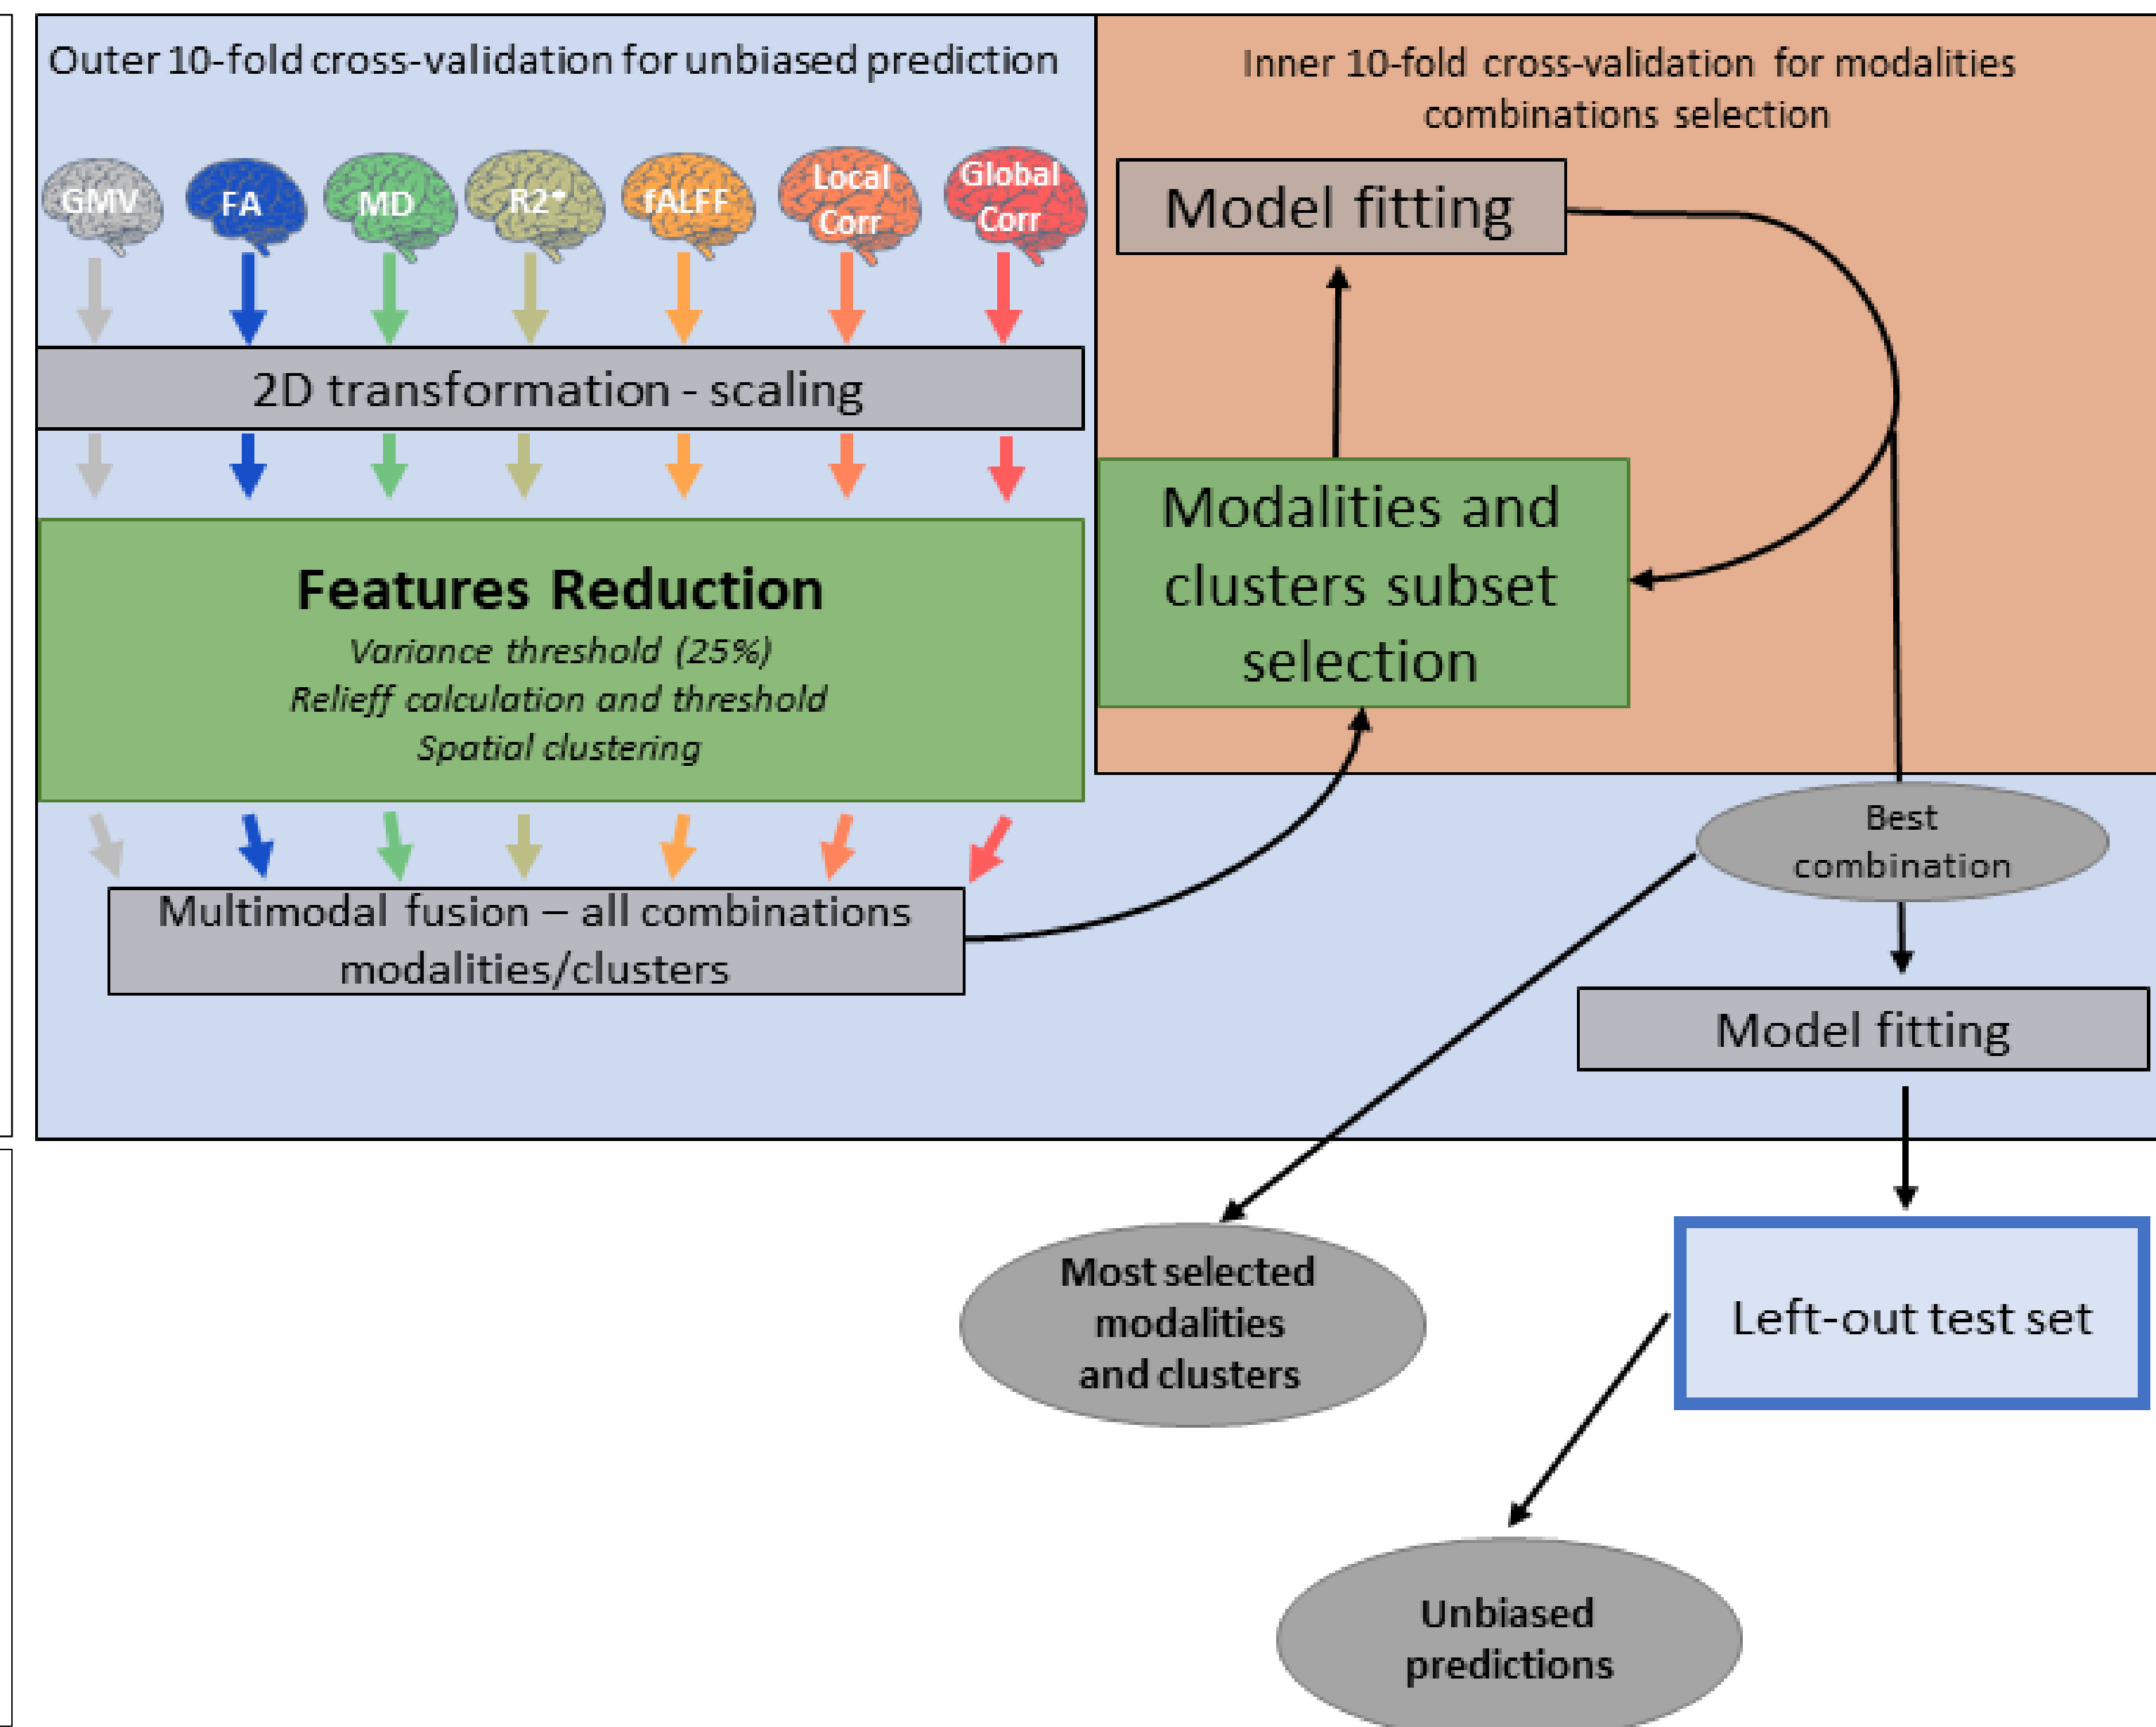 Outer 10-fold cross-validation for unbiased prediction
GMV
FA
MD
R2*
fALFF
Local
Corr
Global
Corr
2D transformation - scaling
Features Reduction
Variance threshold (25%)
Relieff calculation and threshold
Spatial clustering
Multimodal fusion – all combinations
modalities/clusters
Inner 10-fold cross-validation for modalities
combinations selection
Model fitting
Modalities and
clusters subset
selection
Best
combination
Model fitting
Most selected
modalities
and clusters
Left-out test set
Unbiased
predictions